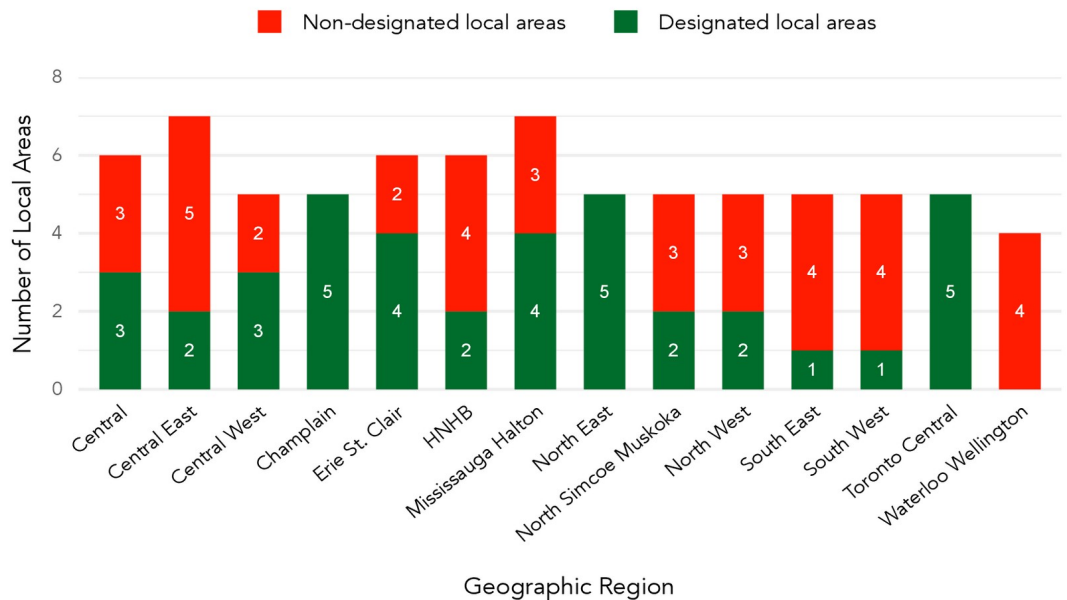 Non-designated local areas
Designated local areas
Number of Local Areas
8
6
4
2
0
3
5
2
2
4
3
3
3
4
4
4
3
2
3
5
4
2
4
5
2
2
1
1
5
Central
Central East
Central West
Champlain
Erie St. Clair
HNHB
Mississauga Halton
North East
North Simcoe Muskoka
North West
South East
South West
Toronto Central
Waterloo Wellington
Geographic Region